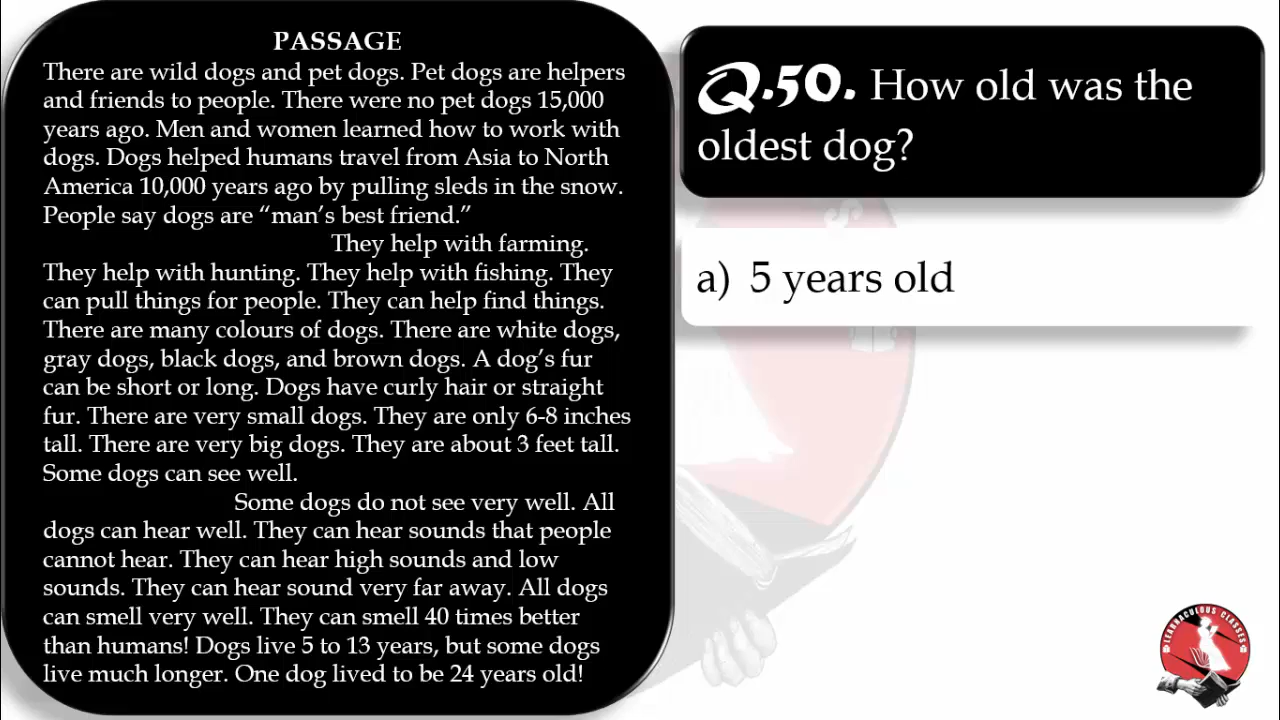 PASSAGE
There are wild dogs and pet dogs. Pet dogs are helpers
and friends to people. There were no pet dogs 15,000
years ago. Men and women learned how to work with
dogs. Dogs helped humans travel from Asia to North
America 10,000 years ago by pulling sleds in the snow.
People say dogs are “man’s best friend.”
They help with farming.
They help with hunting. They help with fishing. They
can pull things for people. They can help find things.
There are many colours of dogs. There are white dogs,
gray dogs, black dogs, and brown dogs. A dog’s fur
can be short or long. Dogs have curly hair or straight
fur. There are very small dogs. They are only 6-8 inches
tall. There are very big dogs. They are about 3 feet tall.
Some dogs can see well.
Some dogs do not see very well. All
dogs can hear well. They can hear sounds that people
cannot hear. They can hear high sounds and low
sounds. They can hear sound very far away. All dogs
can smell very well. They can smell 40 times better
than humans! Dogs live 5 to 13 years, but some dogs
live much longer. One dog lived to be 24 years old!
Q.50. How old was the
oldest dog?
a) 5 years old
LEARNACULOUS CLASSES